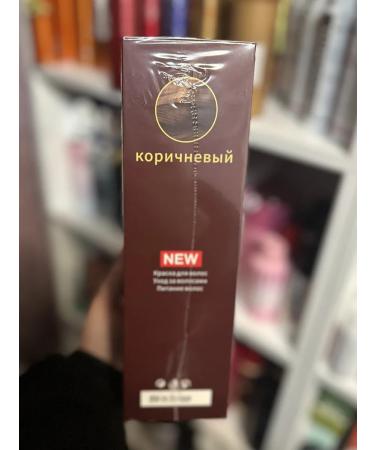 коричневый
NEW
Краска для волос
Уход за волосами
Питание волос